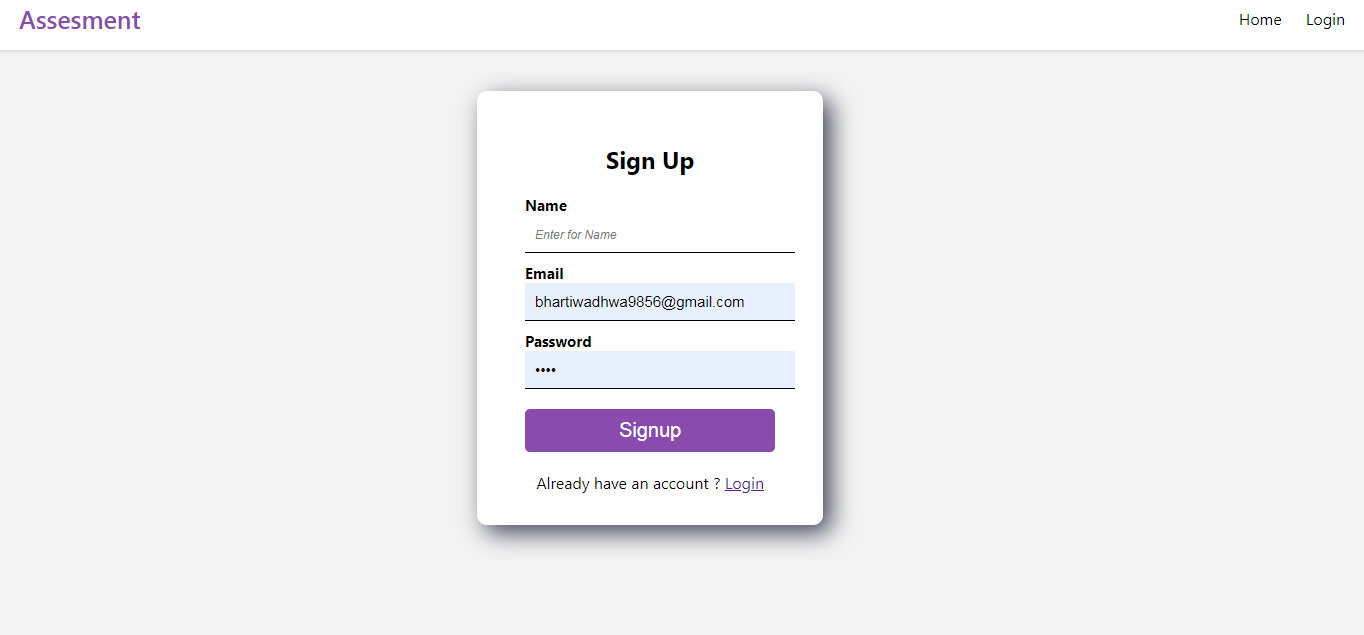 Assesment
Home Login
Sign Up
Name
Enter for Name
Email
bhartiwadhwa9856@gmail.com
Password
••••
Signup
Already have an account ? Login